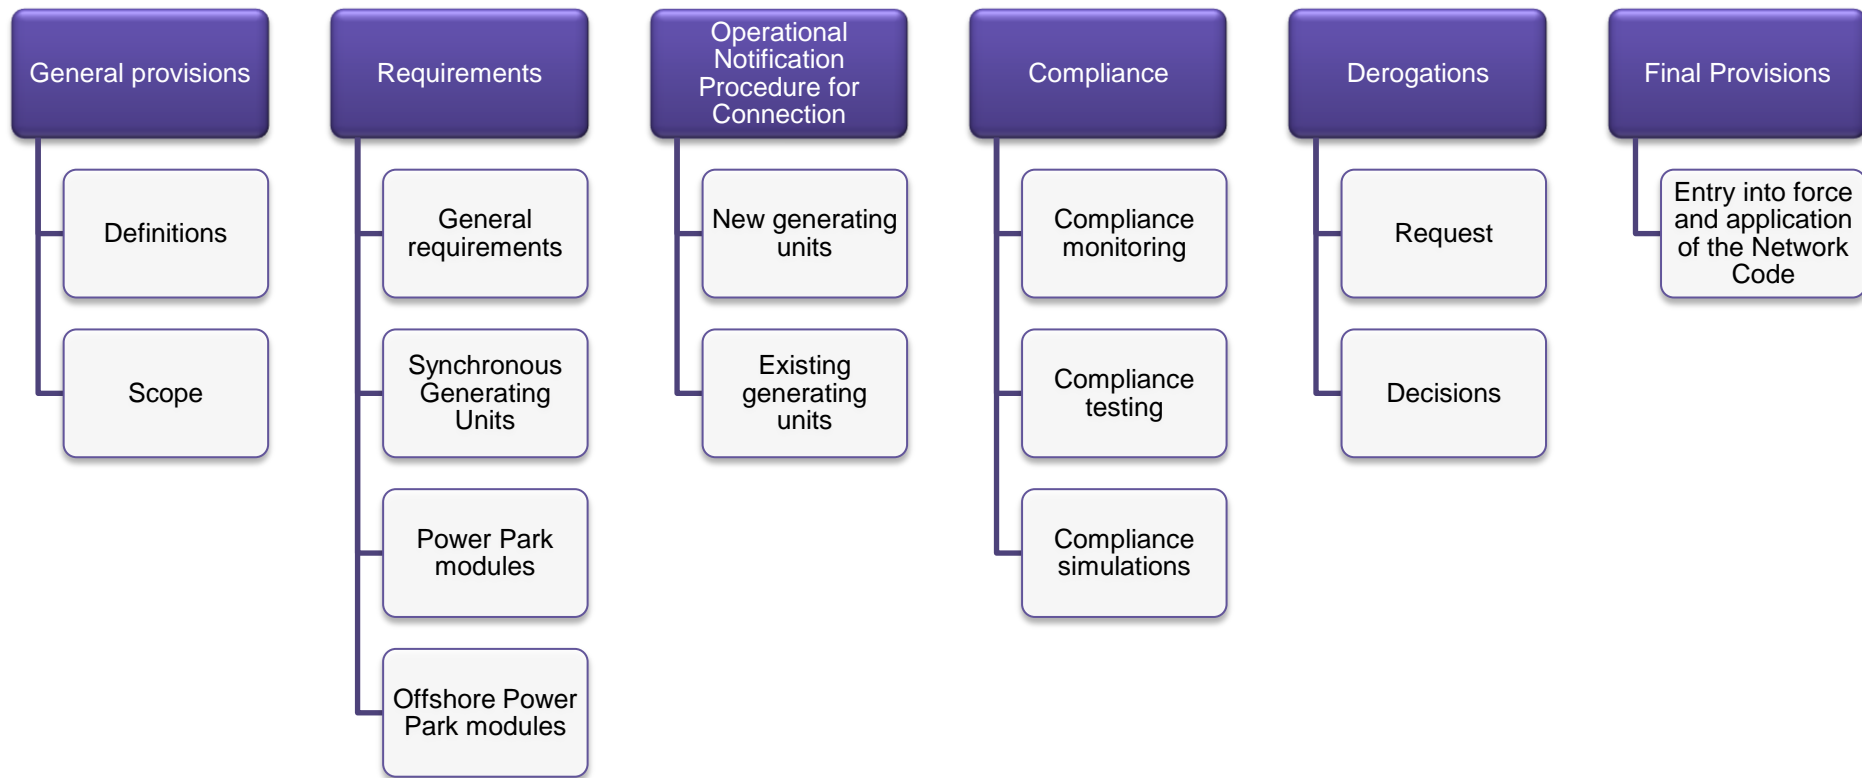 General provisions
Definitions
Scope
Requirements
General
requirements
Synchronous
Generating
Units
Power Park
modules
Offshore Power
Park modules
Operational
Notification
Procedure for
Connection
New generating
units
Existing
generating
units
Compliance
Compliance
monitoring
Compliance
testing
Compliance
simulations
Derogations
Request
Decisions
Final Provisions
Entry into force
and application
of the Network
Code